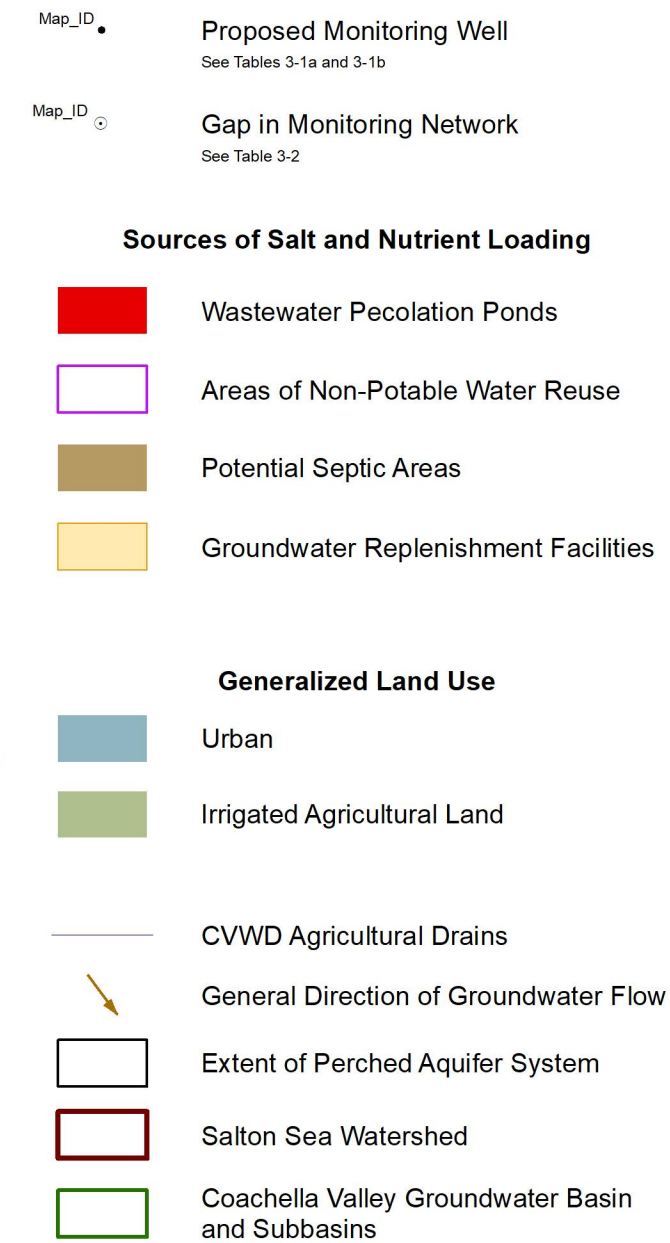 Map_ID
Proposed Monitoring Well
See Tables 3-1a and 3-1b
Map_ID
Gap in Monitoring Network
See Table 3-2
Sources of Salt and Nutrient Loading
Wastewater Pecolation Ponds
Areas of Non-Potable Water Reuse
Potential Septic Areas
Groundwater Replenishment Facilities
Generalized Land Use
Urban
Irrigated Agricultural Land
CVWD Agricultural Drains
General Direction of Groundwater Flow
Extent of Perched Aquifer System
Salton Sea Watershed
Coachella Valley Groundwater Basin
and Subbasins